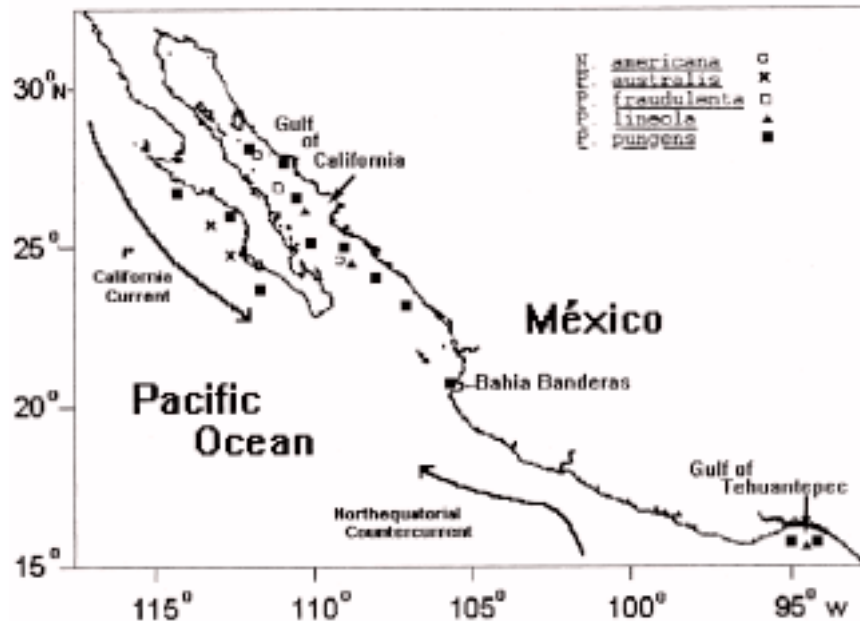 americana
australis
fraudulenta
lineola
pungens
30° N
25°
20°
15°
Gulf
of
California
California
Current
México
Pacific
Ocean
Bahia Banderas
Gulf of
Tehuantepec
Northequatorial
Countercurrent
115° 110° 105° 100° 95° W